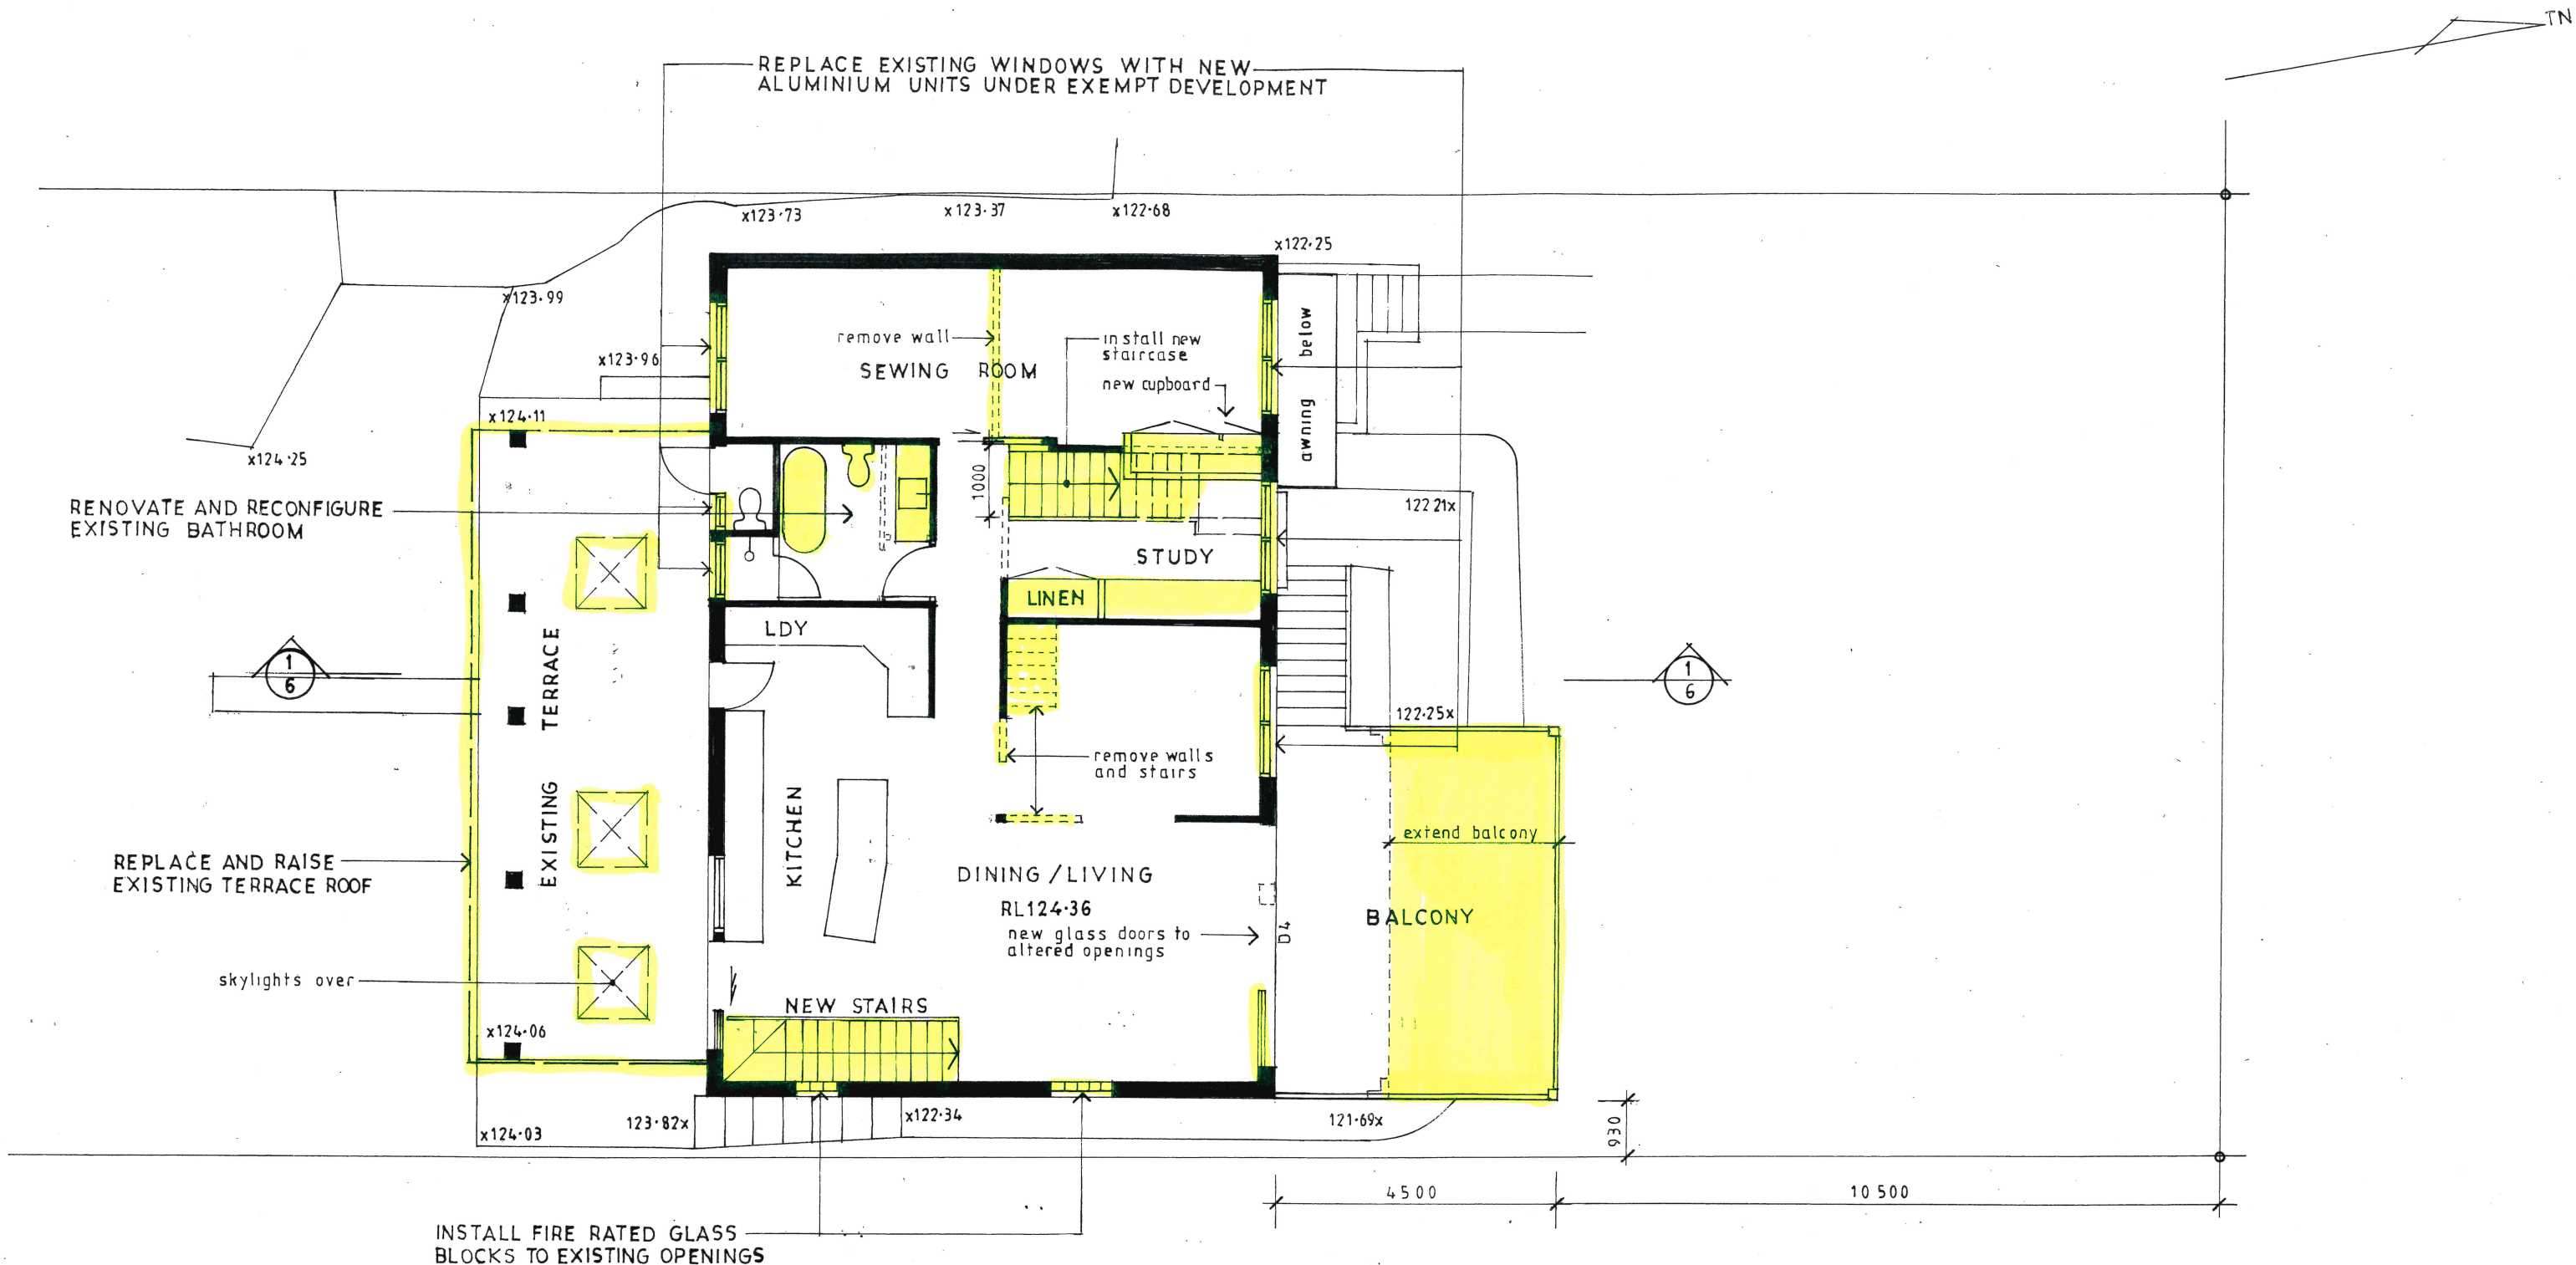 TN
REPLACE EXISTING WINDOWS WITH NEW
ALUMINIUM UNITS UNDER EXEMPT DEVELOPMENT
x123·73
x123·37
x122·68
x122·25
x123·99
remove wall
install new
staircase
below
x123·96
SEWING ROOM
new cupboard
awning
x124·11
x124·25
1000
RENOVATE AND RECONFIGURE
EXISTING BATHROOM
122 21x
STUDY
LINEN
LDY
1
6
1
6
122·25x
remove walls
and stairs
EXISTING TERRACE
KITCHEN
extend balcony
REPLACE AND RAISE
EXISTING TERRACE ROOF
DINING/LIVING
RL124·36
new glass doors to
altered openings
D4
BALCONY
skylights over
NEW STAIRS
x124·06
123·82x
x122·34
121·69x
x124·03
930
4500
10 500
INSTALL FIRE RATED GLASS
BLOCKS TO EXISTING OPENINGS